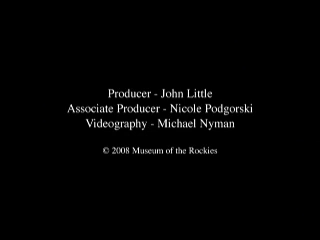 Producer - John Little
Associate Producer - Nicole Podgorski
Videography - Michael Nyman
© 2008 Museum of the Rockies